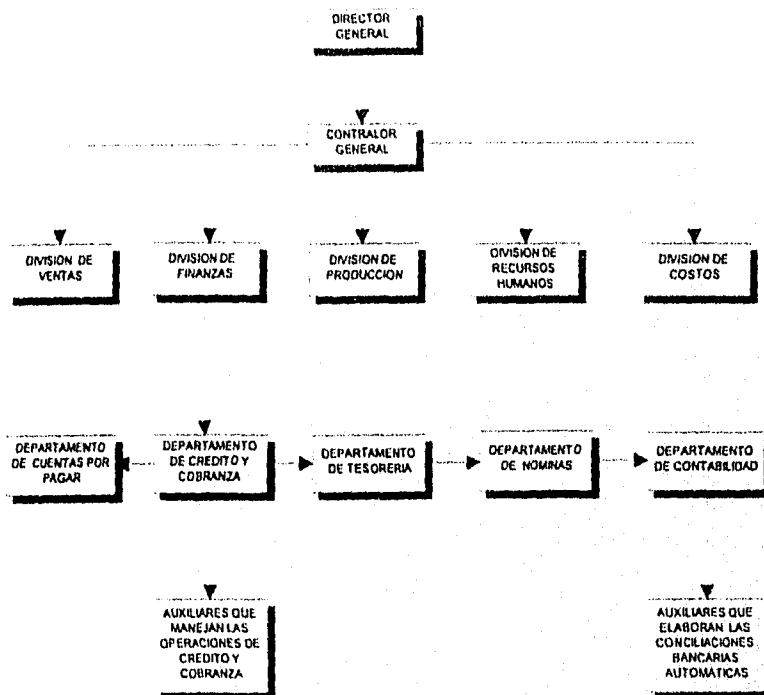 DIRECTOR
GENERAL
CONTRALOR
GENERAL
DIVISION DE
VENTAS
DIVISION DE
FINANZAS
DIVISION DE
PRODUCCION
DIVISION DE
RECURSOS
HUMANOS
DIVISION DE
COSTOS
DEPARTAMENTO
DE CUENTAS POR
PAGAR
DEPARTAMENTO
DE CREDITO Y
COBRANZA
DEPARTAMENTO
DE TESORERIA
DEPARTAMENTO
DE NOMINAS
DEPARTAMENTO
DE CONTABILIDAD
AUXILIARES QUE
MANEJAN LAS
OPERACIONES DE
CREDITO Y
COBRANZA
AUXILIARES QUE
ELABORAN LAS
CONCILIACIONES
BANCARIAS
AUTOMATICAS